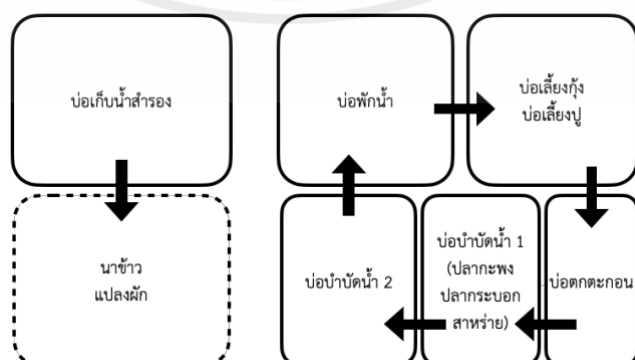 บ่อเก็บน้ำสำรอง
บ่อพักน้ำ
บ่อเลี้ยงกุ้ง
บ่อเลี้ยงปู
นาข้าว
แปลงผัก
บ่อบำบัดน้ำ 2
บ่อบำบัดน้ำ 1
(ปลากะพง
ปลากระบอก
สาหร่าย)
บ่อตกตะกอน